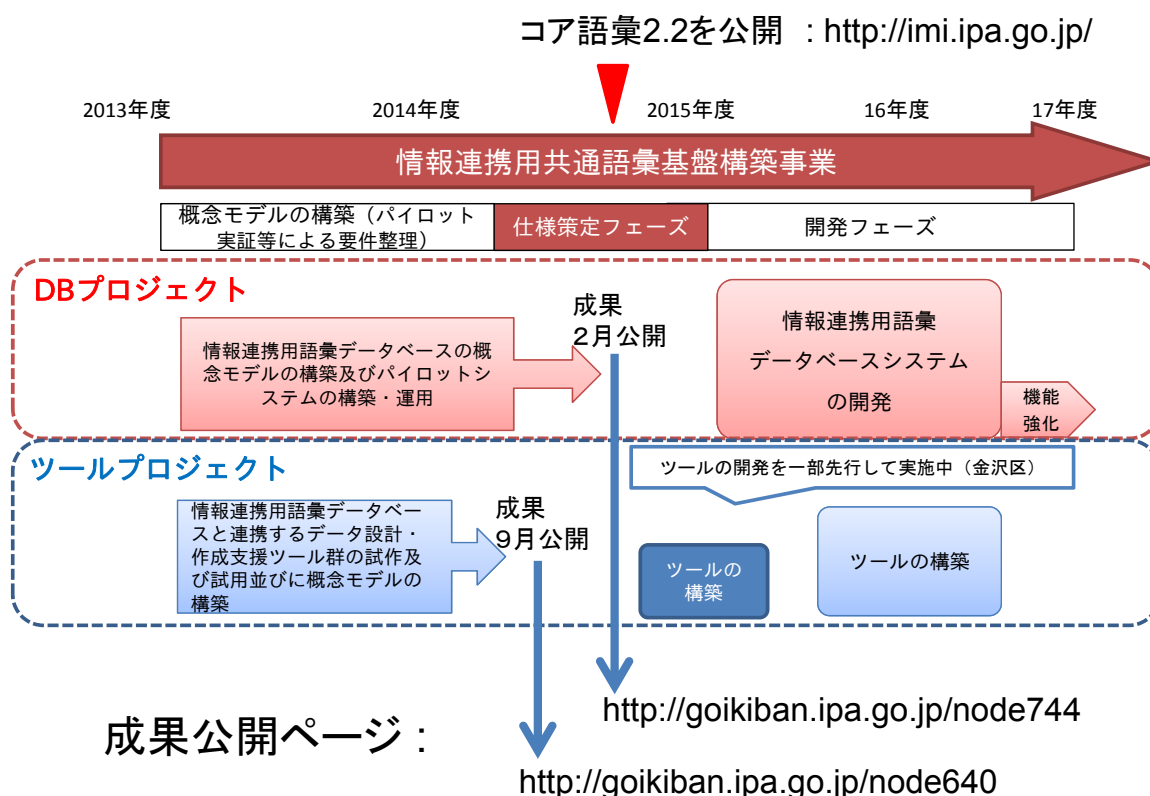 コア語彙2.2を公開 : http://imi.ipa.go.jp/
2013年度 2014年度 2015年度 16年度 17年度
情報連携用共通語彙基盤構築事業
概念モデルの構築（パイロット
実証等による要件整理）
仕様策定フェーズ
開発フェーズ
DBプロジェクト
情報連携用語彙データベースの概
念モデルの構築及びパイロットシ
ステムの構築・運用
成果
２月公開
情報連携用語彙
データベースシステム
の開発
機能
強化
ツールプロジェクト
情報連携用語彙データベー
スと連携するデータ設計・
作成支援ツール群の試作及
び試用並びに概念モデルの
構築
成果
９月公開
ツールの開発を一部先行して実施中（金沢区）
ツールの
構築
ツールの構築
http://goikiban.ipa.go.jp/node744
成果公開ページ :
http://goikiban.ipa.go.jp/node640